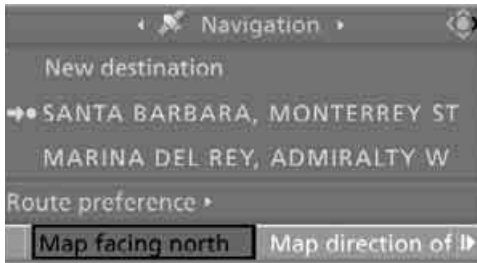 Navigation
New destination
SANTA BARBARA, MONTERREY ST
MARINA DEL REY, ADMIRALTY W
Route preference
Map facing north Map direction of